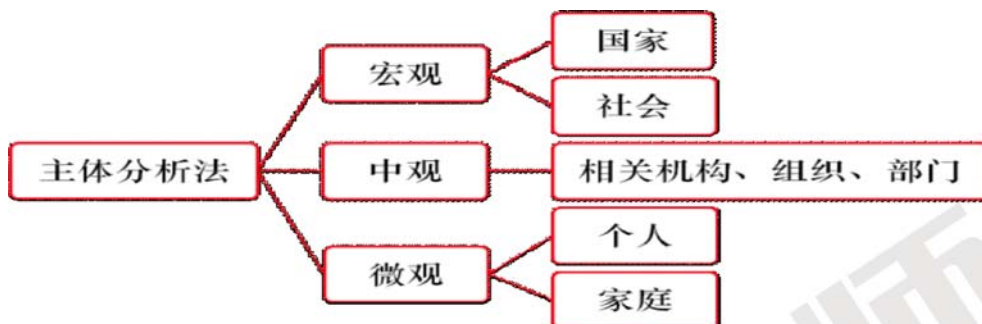 国家
宏观
社会
主体分析法
中观
相关机构、组织、部门
个人
微观
家庭
师